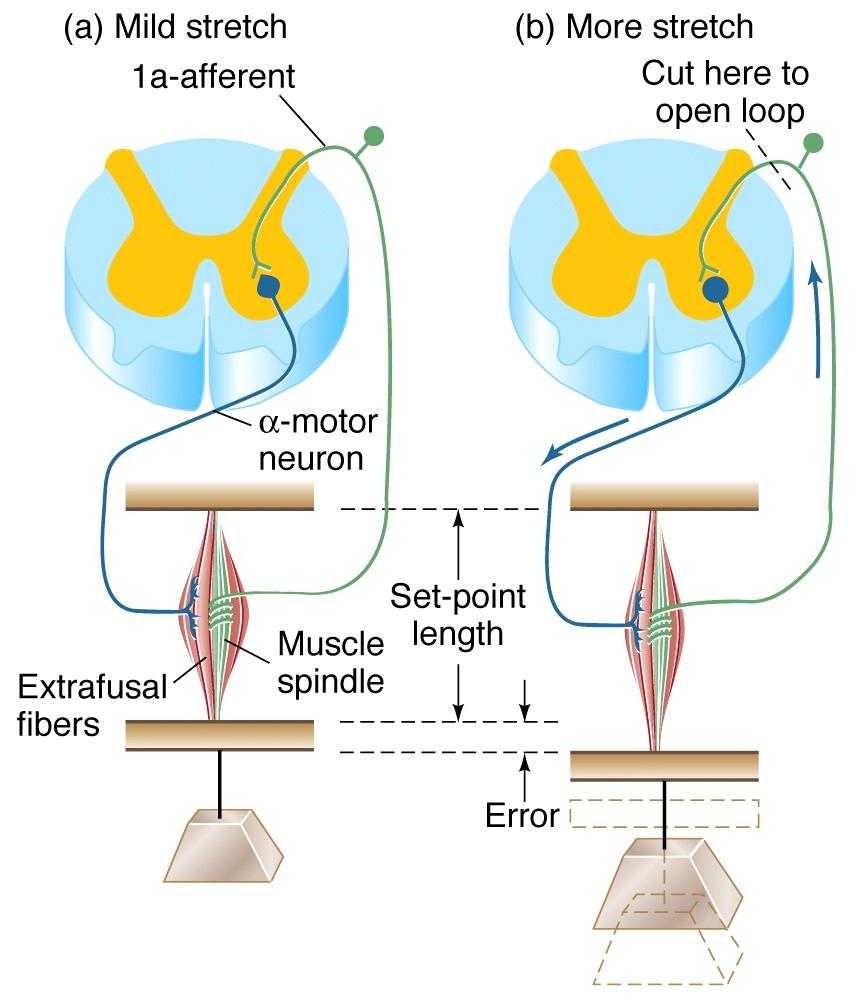 (a) Mild stretch
(b) More stretch
1a-afferent
Cut here to
open loop
α-motor
neuron
Set-point
length
Muscle
spindle
Extrafusal
fibers
Error